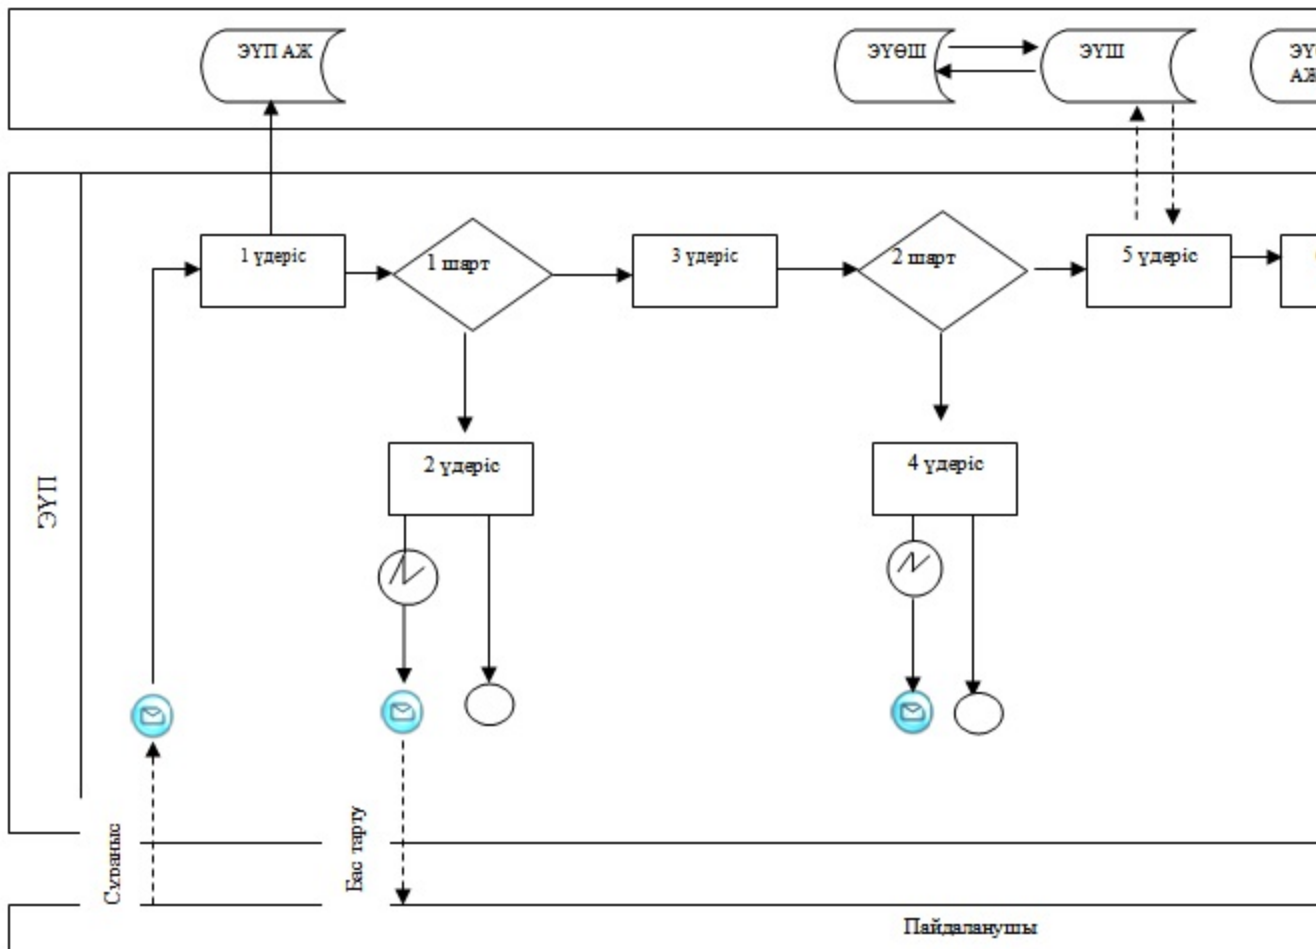 ЭҮП АЖ
ЭҮӨШ
ЭҮШ
1 үдеріс
1 шарт
3 үдеріс
2 шарт
5 үдеріс
2 үдеріс
4 үдеріс
ЭҮП
Сұраныс
Бас тарту
Пайдаланушы